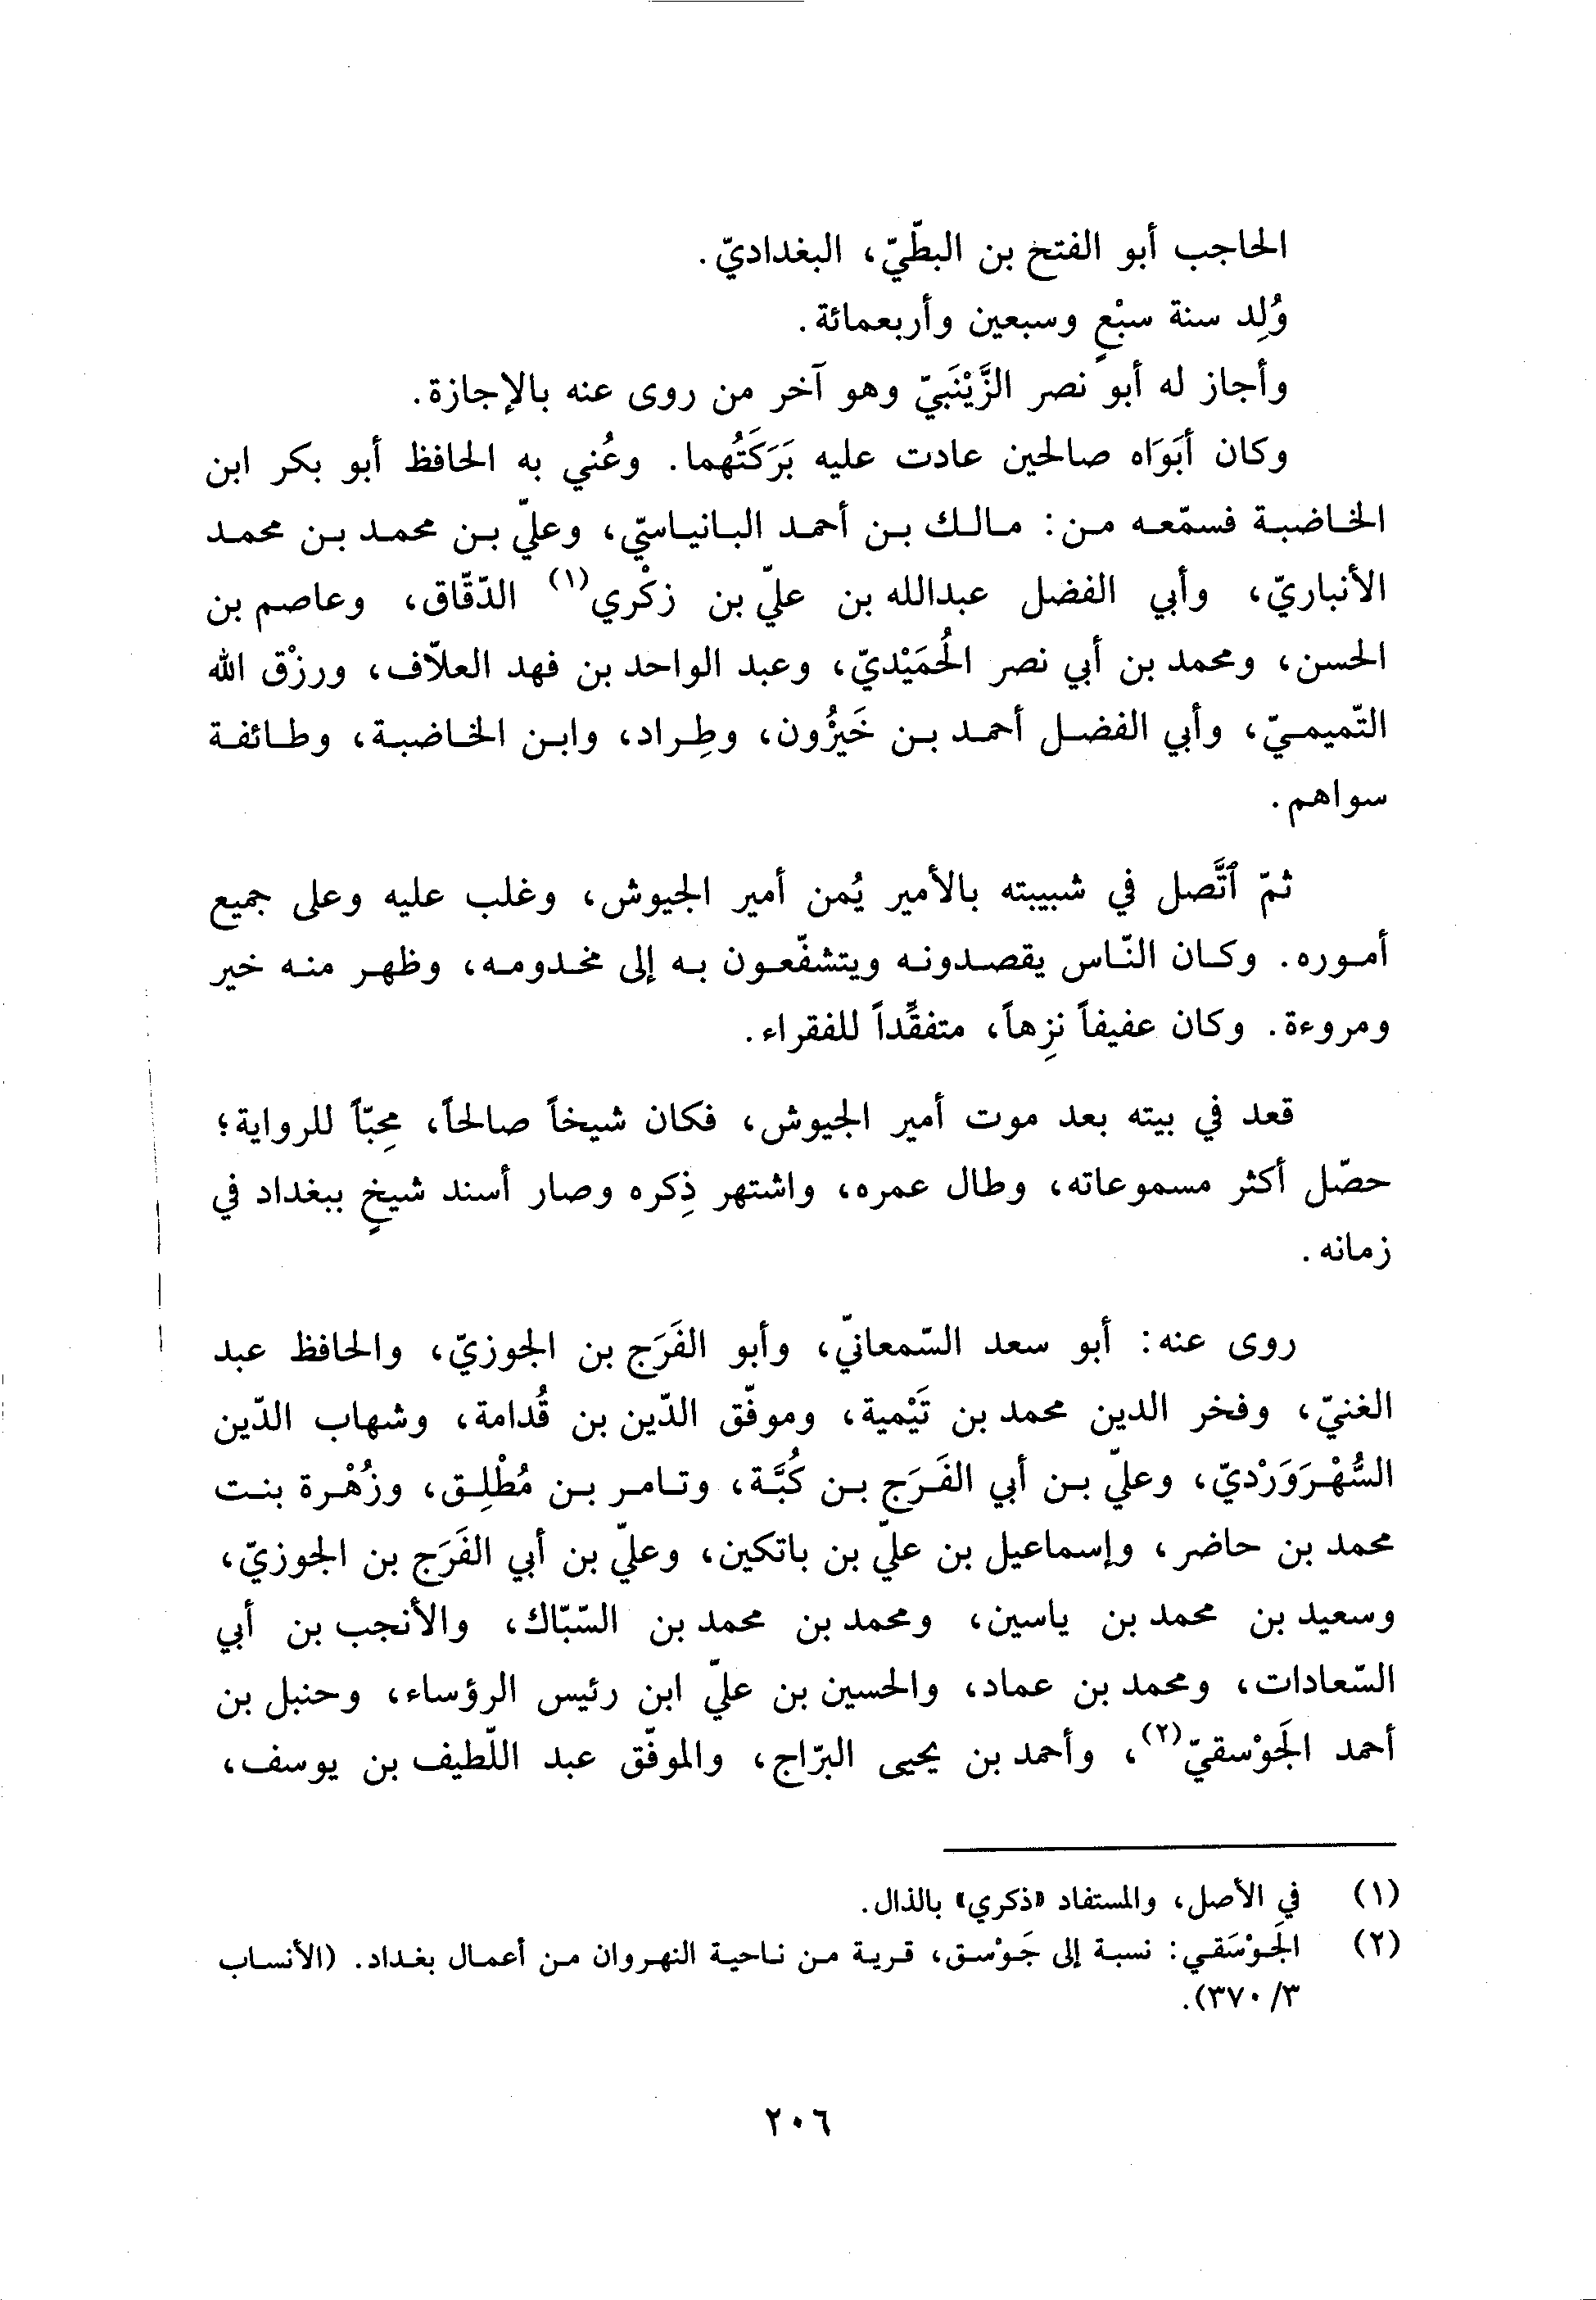 الحاجب أبو الفتح بن البطّيّ، البغداديّ.
وُلِد سنة سبْعٍ وسبعين وأربعمائة.
وأجاز له أبو نصر الزَّيْنَبيّ وهو آخر من روى عنه بالإجازة.
وكان أبَوَاه صالحين عادت عليه بَرَكَتُهما. وعُني به الحافظ أبو بكر ابن
الخاضبة فسمّعه من: مالك بن أحمد البانياسيّ، وعليّ بن محمد بن محمد
الأنباريّ، وأبي الفضل عبدالله بن عليّ بن زكْري(١) الدّقّاق، وعاصم بن
الحسن، ومحمد بن أبي نصر الحُمَيْديّ، وعبد الواحد بن فهد العلاّف، ورزْق الله
التّميميّ، وأبي الفضل أحمد بن خَيْرُون، وطِراد، وابن الخاضبة، وطائفة
سواهم.
ثمّ ٱتَّصل في شبيبته بالأمير يُمن أمير الجيوش، وغلب عليه وعلى جميع
أموره. وكان النّاس يقصدونه ويتشفّعون به إلى مخدومه، وظهر منه خير
ومروءة. وكان عفيفاً نزِهاً، متفقِّداً للفقراء.
قعد في بيته بعد موت أمير الجيوش، فكان شيخاً صالحاً، محِبّاً للرواية؛
حصّل أكثر مسموعاته، وطال عمره، واشتهر ذِكره وصار أسند شيخٍ ببغداد في
زمانه.
روى عنه: أبو سعد السّمعانيّ، وأبو الفَرَج بن الجوزيّ، والحافظ عبد
الغنيّ، وفخر الدين محمد بن تَيْمية، وموفّق الدّين بن قُدامة، وشهاب الدّين
السُّهْرَوَرْديّ، وعليّ بن أبي الفَرَج بن كُبَّة، وتامر بن مُطْلِق، وزُهْرة بنت
محمد بن حاضر، وإسماعيل بن عليّ بن باتكين، وعليّ بن أبي الفَرَج بن الجوزيّ،
وسعيد بن محمد بن ياسين، ومحمد بن محمد بن السّبّاك، والأنجب بن أبي
السّعادات، ومحمد بن عماد، والحسين بن عليّ ابن رئيس الرؤساء، وحنبل بن
أحمد الجَوْسقيّ(٢)، وأحمد بن يحيى البرّاج، والموفّق عبد اللّطيف بن يوسف،
(١) في الأصل، والمستفاد «ذكري» بالذال.
(٢) الجَوْسَقي: نسبة إلى جَوْسق، قرية من ناحية النهروان من أعمال بغداد. (الأنساب
٣/ ٣٧٠).
٢٠٦